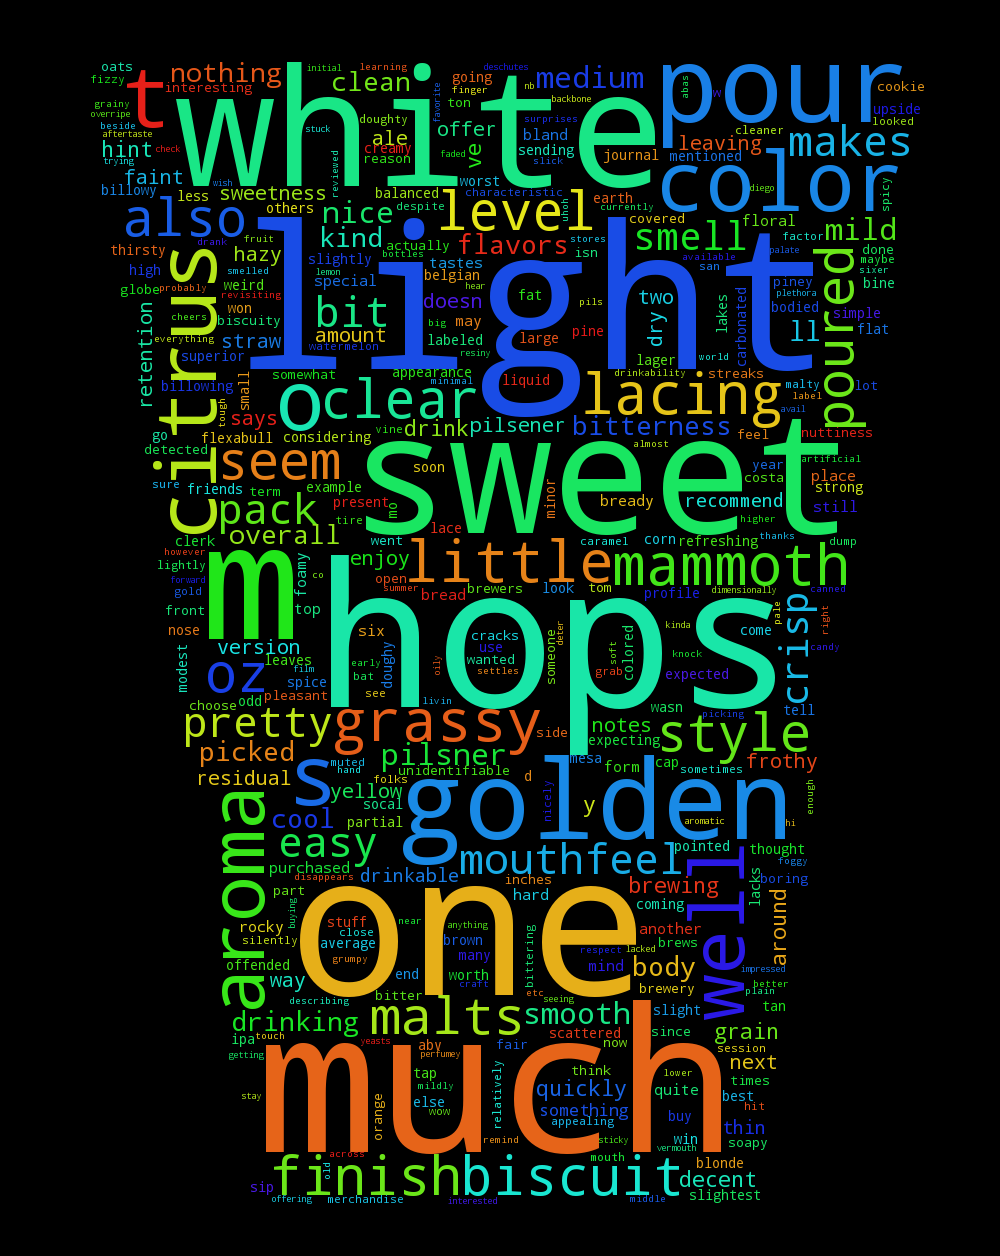 oats
fizzy
grainy
overripe
beside
aftertaste
trying
hint
faint
billowy
t
nothing
interesting
check
initial
learning
deschutes
clean
favorite
finger
going
nb
backbone
medium
pour
abas
w
cookie
upside
looked
white
stuck
doughty
ton
ale
offer
surprises
bland
cleaner
makes
creamy
reason
faded
ve
sending
slick
journal
leaving
mentioned
wish
less
sweetness
others
reviewed
balanced
despite
worst
characteristic
currently
earth
color
diego
spicy
also
nice
level
uhoh
covered
floral
mild
drank
fruit
kind
actually
bottles
flavors
stores
isn
smell
factor
done
maybe
thirsty
high
globe
probably
hazy
smelled
weird
revisiting
lemon
slightly
special
tastes
belgian
hear
available
san
palate
piney
plethora
sixer
bine
citrus
won
cheers
everything
biscuity
light
bit
doesn
fat
pils
two
lakes
bodied
simple
retention
straw
superior
amount
watermelon
big
labeled
may
resiny
large
pine
dry
carbonated
ll
flat
poured
billowing
small
somewhat
appearance
minimal
lager
drinkability
world
streaks
malty
label
lot
o
clear
liquid
lacing
avail
says
tough
go
detected
flexabull
considering
vine
drink
pilsener
bitterness
feel
nuttiness
almost
artificial
sure
friends
seem
term
example
soon
sweet
year
costa
place
strong
pack
present
mo
minor
bready
recommend
still
clerk
overall
tire
lace
higher
however
lightly
went
caramel
corn
refreshing
thanks
dump
forward
gold
m
foamy
co
enjoy
open
summer
little
bread
brewers
look
tom
mammoth
profile
dimensionally
canned
front
top
hops
pale
right
nose
version
six
cracks
use
wanted
settles
someone
deter
kinda
soft
colored
knock
come
crisp
candy
modest
oz
leaves
film
spice
pleasant
early
bat
see
doughy
oily
grab
expected
choose
odd
livin
wasn
picking
tell
pretty
grassy
side
notes
expecting
style
picked
residual
s
muted
hand
pilsner
unidentifiable
folks
mesa
form
cap
sometimes
frothy
yellow
socal
d
golden
nicely
y
enough
aroma
cool
partial
aromatic
hi
easy
mouthfeel
pointed
thought
foggy
purchased
disappears
drinkable
inches
hard
brewing
coming
lacks
boring
part
buying
one
well
around
rocky
silently
stuff
close
average
grumpy
near
anything
brown
many
bittering
respect
lacked
another
brews
offended
way
end
worth
craft
etc
seeing
mind
body
brewery
impressed
better
plain
describing
bitter
malts
smooth
slight
tan
drinking
ipa
touch
getting
yeasts
aby
perfumey
fair
scattered
now
since
grain
session
next
much
tap
mildly
relatively
think
lower
quite
times
stay
orange
else
wow
quickly
something
appealing
buy
best
hit
thin
remind
sticky
win
vermouth
soapy
across
old
finish
biscuit
mouth
blonde
decent
sip
offering
merchandise
interested
middle
slightest